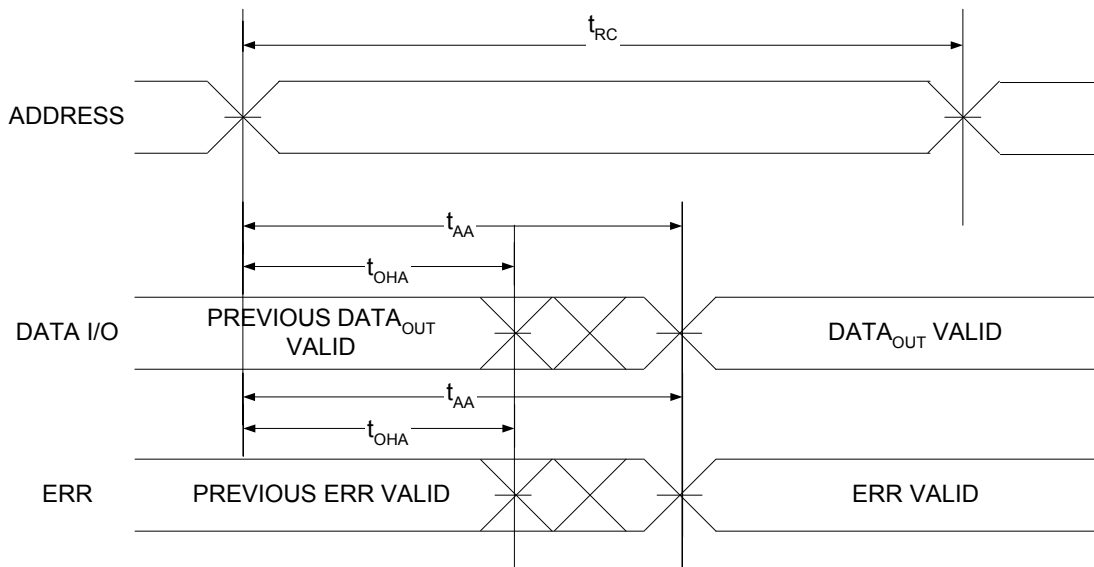 tRC
ADDRESS
tAA
tOHA
DATA I/O
PREVIOUS DATAOUT
VALID
DATAOUT VALID
tAA
tOHA
ERR
PREVIOUS ERR VALID
ERR VALID